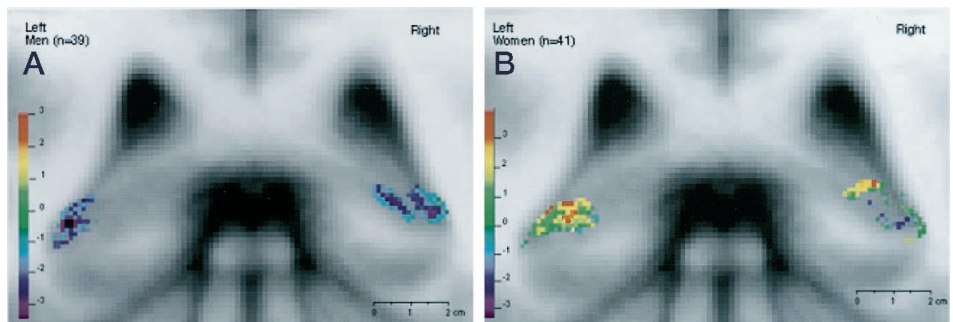 Left
Men (n=39)
Right
A
3
2
1
0
-1
-2
-3
0 1 2 cm
Left
Women (n=41)
Right
B
3
2
1
0
-1
-2
-3
0 1 2 cm